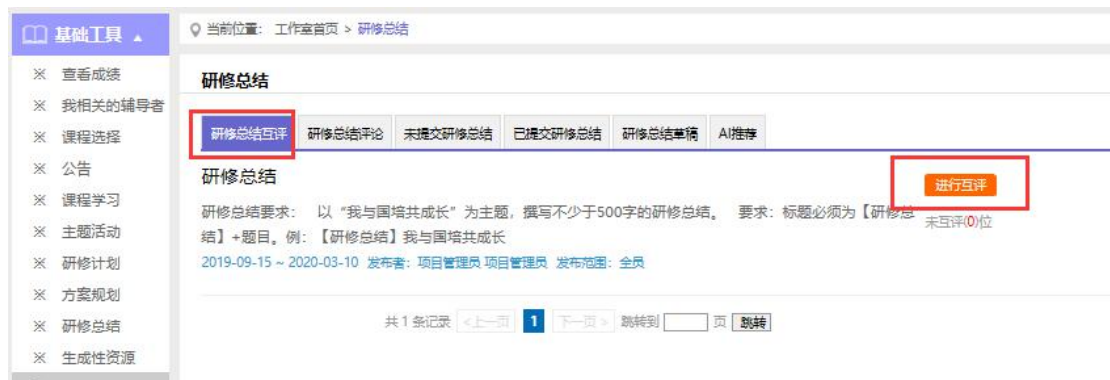 基础工具
当前位置： 工作室首页 > 研修总结
※ 查看成绩
※ 我相关的辅导者
※ 课程选择
※ 公告
※ 课程学习
※ 主题活动
※ 研修计划
※ 方案规划
※ 研修总结
※ 生成性资源
研修总结
研修总结互评 研修总结评论 未提交研修总结 已提交研修总结 研修总结草稿 AI推荐
研修总结
进行互评
未互评(0)位
研修总结要求： 以“我与国培共成长”为主题，撰写不少于500字的研修总结。 要求：标题必须为【研修总
结】+题目。例：【研修总结】我与国培共成长
2019-09-15 ~ 2020-03-10 发布者：项目管理员 项目管理员 发布范围：全员
共 1 条记录 <上一页 1 下一页> 跳转到 页 跳转